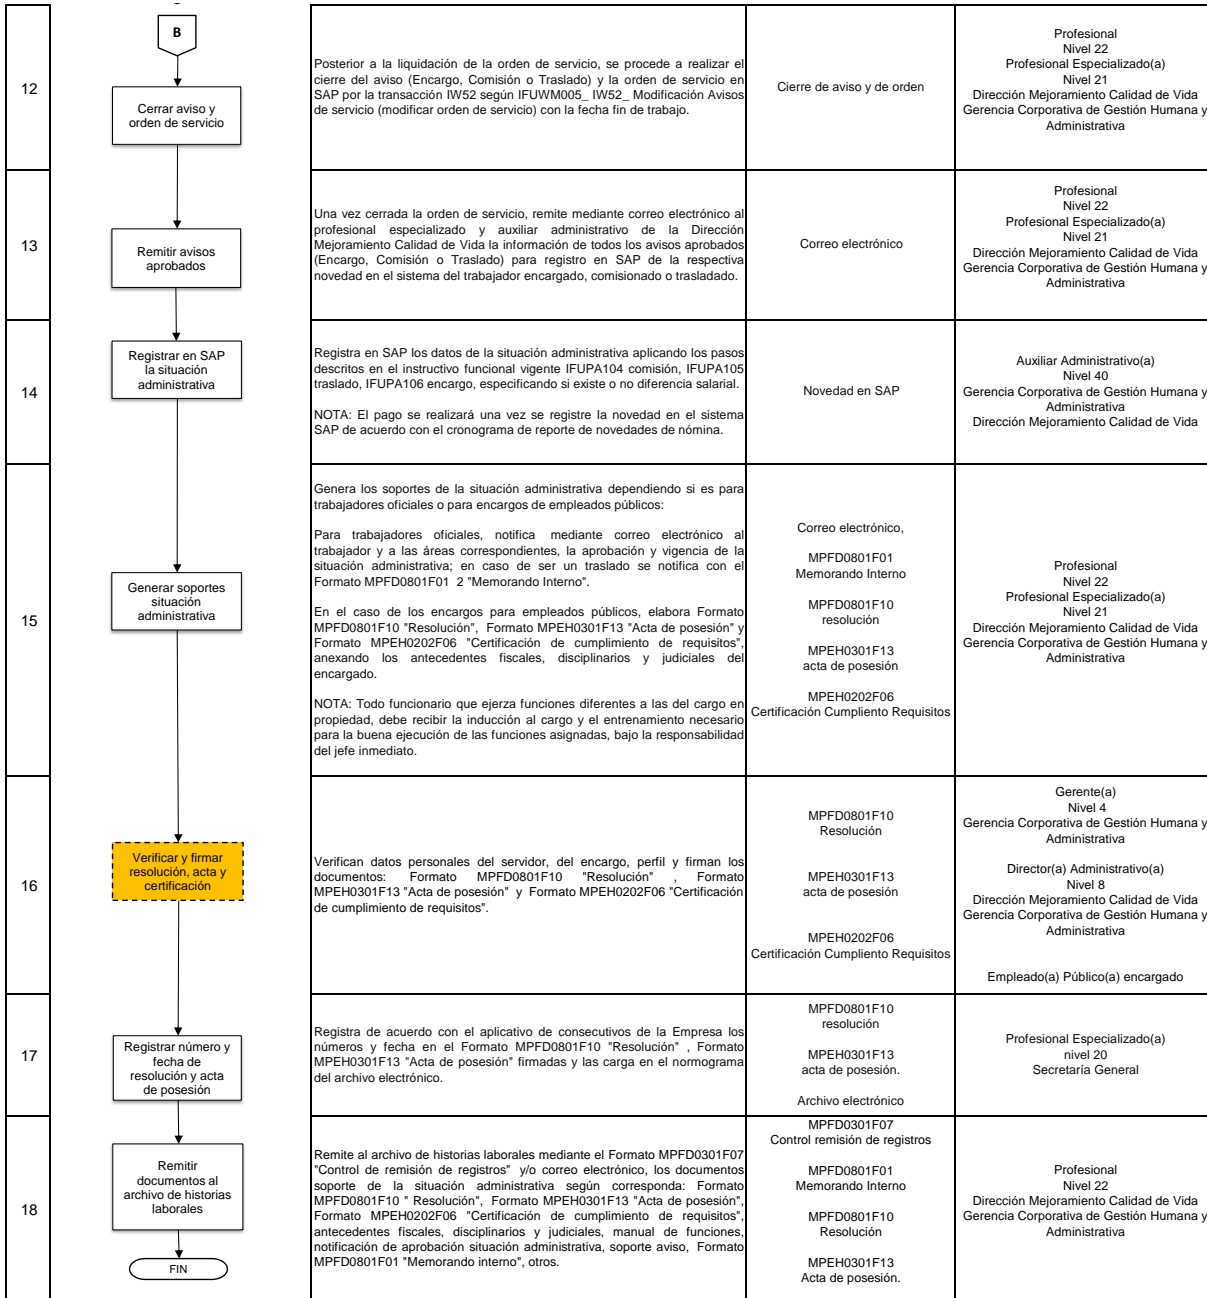 B
12
Cerrar aviso y
orden de servicio
Posterior a la liquidación de la orden de servicio, se procede a realizar el
cierre del aviso (Encargo, Comisión o Traslado) y la orden de servicio en
SAP por la transacción IW52 según IFUWM005_ IW52_ Modificación Avisos
de servicio (modificar orden de servicio) con la fecha fin de trabajo.
Cierre de aviso y de orden
Profesional
Nivel 22
Profesional Especializado(a)
Nivel 21
Dirección Mejoramiento Calidad de Vida
Gerencia Corporativa de Gestión Humana y
Administrativa
13
Remitir avisos
aprobados
Una vez cerrada la orden de servicio, remite mediante correo electrónico al
profesional especializado y auxiliar administrativo de la Dirección
Mejoramiento Calidad de Vida la información de todos los avisos aprobados
(Encargo, Comisión o Traslado) para registro en SAP de la respectiva
novedad en el sistema del trabajador encargado, comisionado o trasladado.
Correo electrónico
Profesional
Nivel 22
Profesional Especializado(a)
Nivel 21
Dirección Mejoramiento Calidad de Vida
Gerencia Corporativa de Gestión Humana y
Administrativa
14
Registrar en SAP
la situación
administrativa
Registra en SAP los datos de la situación administrativa aplicando los pasos
descritos en el instructivo funcional vigente IFUPA104 comisión, IFUPA105
traslado, IFUPA106 encargo, especificando si existe o no diferencia salarial.
NOTA: El pago se realizará una vez se registre la novedad en el sistema
SAP de acuerdo con el cronograma de reporte de novedades de nómina.
Novedad en SAP
Auxiliar Administrativo(a)
Nivel 40
Gerencia Corporativa de Gestión Humana y
Administrativa
Dirección Mejoramiento Calidad de Vida
15
Generar soportes
situación
administrativa
Genera los soportes de la situación administrativa dependiendo si es para
trabajadores oficiales o para encargos de empleados públicos:
Para trabajadores oficiales, notifica mediante correo electrónico al
trabajador y a las áreas correspondientes, la aprobación y vigencia de la
situación administrativa; en caso de ser un traslado se notifica con el
Formato MPFD0801F01 2 "Memorando Interno".
En el caso de los encargos para empleados públicos, elabora Formato
MPFD0801F10 "Resolución", Formato MPEH0301F13 "Acta de posesión" y
Formato MPEH0202F06 "Certificación de cumplimiento de requisitos",
anexando los antecedentes fiscales, disciplinarios y judiciales del
encargado.
NOTA: Todo funcionario que ejerza funciones diferentes a las del cargo en
propiedad, debe recibir la inducción al cargo y el entrenamiento necesario
para la buena ejecución de las funciones asignadas, bajo la responsabilidad
del jefe inmediato.
Correo electrónico,
MPFD0801F01
Memorando Interno
MPFD0801F10
resolución
MPEH0301F13
acta de posesión
MPEH0202F06
Certificación Cumpliento Requisitos
Profesional
Nivel 22
Profesional Especializado(a)
Nivel 21
Dirección Mejoramiento Calidad de Vida
Gerencia Corporativa de Gestión Humana y
Administrativa
16
Verificar y firmar
resolución, acta y
certificación
Verifican datos personales del servidor, del encargo, perfil y firman los
documentos: Formato MPFD0801F10 "Resolución" , Formato
MPEH0301F13 "Acta de posesión" y Formato MPEH0202F06 "Certificación
de cumplimiento de requisitos".
MPFD0801F10
Resolución
MPEH0301F13
acta de posesión
MPEH0202F06
Certificación Cumpliento Requisitos
Gerente(a)
Nivel 4
Gerencia Corporativa de Gestión Humana y
Administrativa
Director(a) Administrativo(a)
Nivel 8
Dirección Mejoramiento Calidad de Vida
Gerencia Corporativa de Gestión Humana y
Administrativa
Empleado(a) Público(a) encargado
17
Registrar número y
fecha de
resolución y acta
de posesión
Registra de acuerdo con el aplicativo de consecutivos de la Empresa los
números y fecha en el Formato MPFD0801F10 "Resolución" , Formato
MPEH0301F13 "Acta de posesión" firmadas y las carga en el normograma
del archivo electrónico.
MPFD0801F10
resolución
MPEH0301F13
acta de posesión.
Archivo electrónico
Profesional Especializado(a)
nivel 20
Secretaría General
18
Remitir
documentos al
archivo de historias
laborales
FIN
Remite al archivo de historias laborales mediante el Formato MPFD0301F07
"Control de remisión de registros" y/o correo electrónico, los documentos
soporte de la situación administrativa según corresponda: Formato
MPFD0801F10 " Resolución", Formato MPEH0301F13 "Acta de posesión",
Formato MPEH0202F06 "Certificación de cumplimiento de requisitos",
antecedentes fiscales, disciplinarios y judiciales, manual de funciones,
notificación de aprobación situación administrativa, soporte aviso, Formato
MPFD0801F01 "Memorando interno", otros.
MPFD0301F07
Control remisión de registros
MPFD0801F01
Memorando Interno
MPFD0801F10
Resolución
MPEH0301F13
Acta de posesión.
Profesional
Nivel 22
Dirección Mejoramiento Calidad de Vida
Gerencia Corporativa de Gestión Humana y
Administrativa